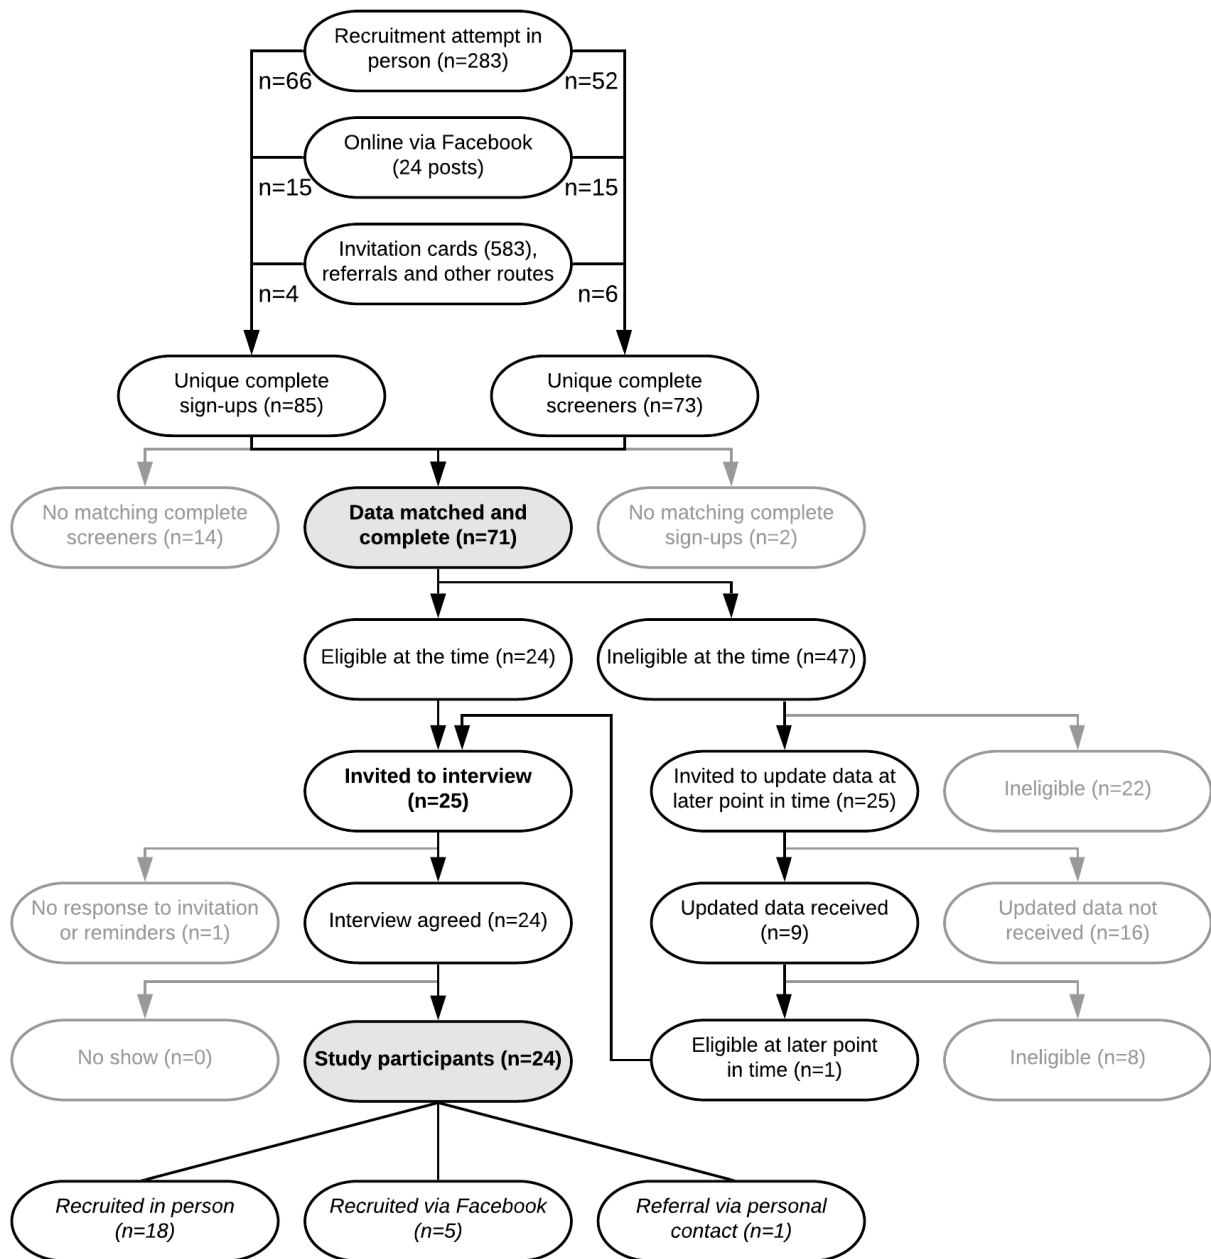 Recruitment attempt in
person (n=283)
n=66
n=52
Online via Facebook
(24 posts)
n=15
n=15
Invitation cards (583),
referrals and other routes
n=4
n=6
Unique complete
sign-ups (n=85)
Unique complete
screeners (n=73)
No matching complete
screeners (n=14)
Data matched and
complete (n=71)
No matching complete
sign-ups (n=2)
Eligible at the time (n=24)
Ineligible at the time (n=47)
Invited to interview
(n=25)
Invited to update data at
later point in time (n=25)
Ineligible (n=22)
No response to invitation
or reminders (n=1)
Interview agreed (n=24)
Updated data received
(n=9)
Updated data not
received (n=16)
No show (n=0)
Study participants (n=24)
Eligible at later point
in time (n=1)
Ineligible (n=8)
Recruited in person
(n=18)
Recruited via Facebook
(n=5)
Referral via personal
contact (n=1)